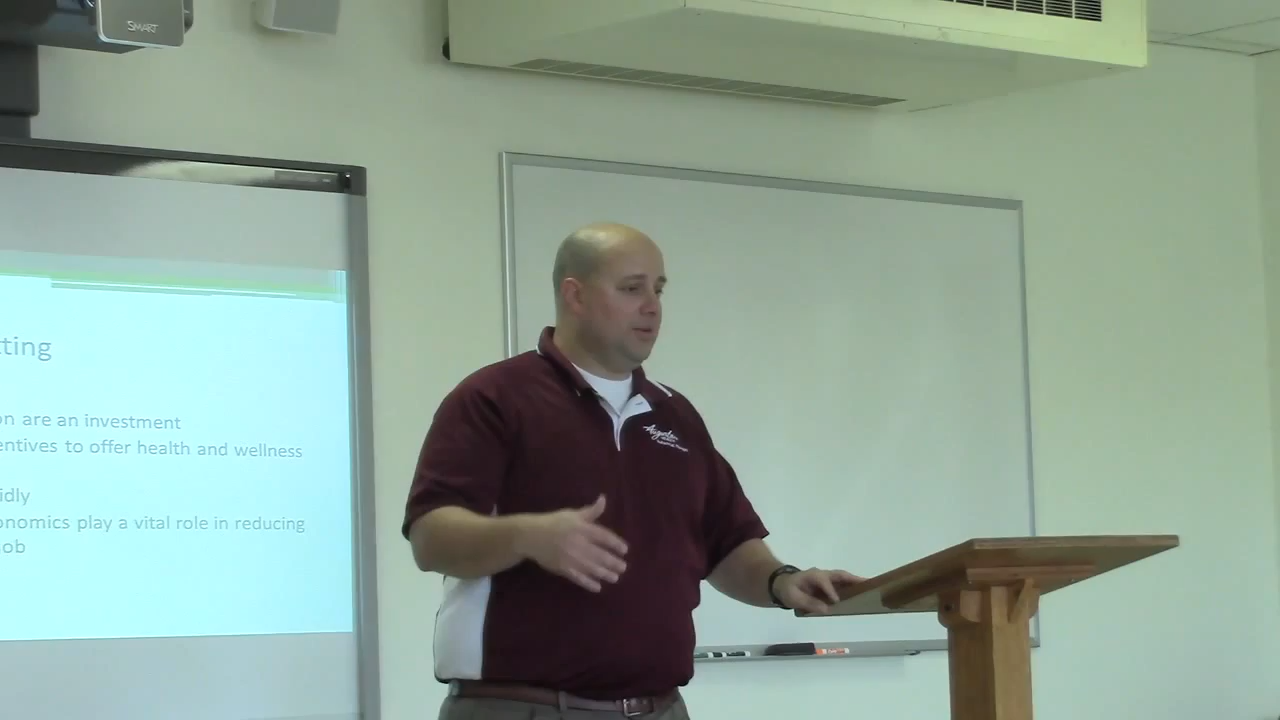 SMART
tting
on are an investment
entives to offer health and wellness
idly
onomics play a vital role in reducing
ob